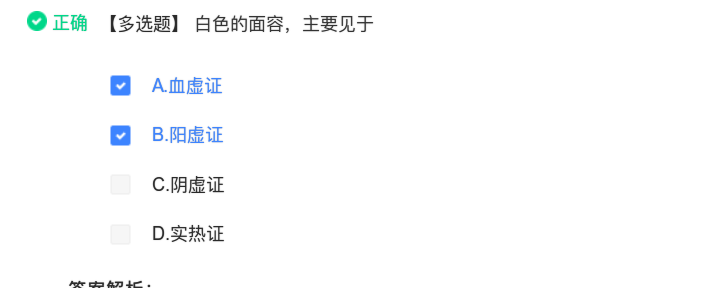 正确 【多选题】 白色的面容，主要见于
A.血虚证
B.阳虚证
C.阴虚证
D.实热证
答案解析：